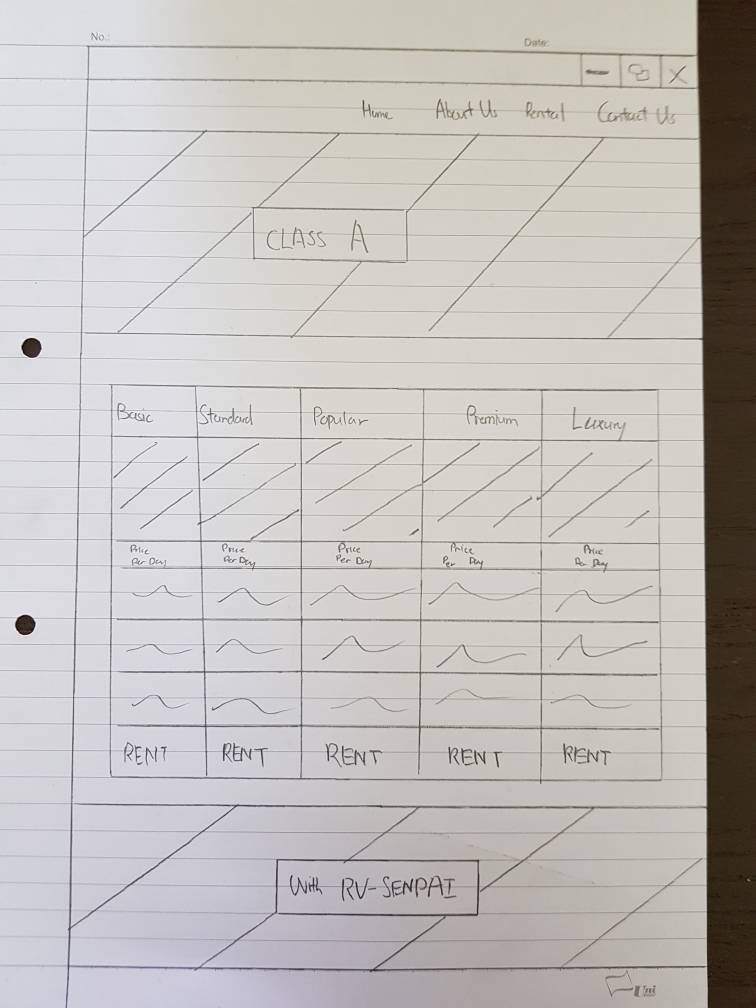 No.:
Date:
Home About Us Rental Contact Us
CLASS A
Basic Standard Popular Premium Luxury
Price Price Price Price Price
Per Day Per Day Per Day Per Day Per Day
RENT RENT RENT RENT RENT
With RV-SENPAI
Uni